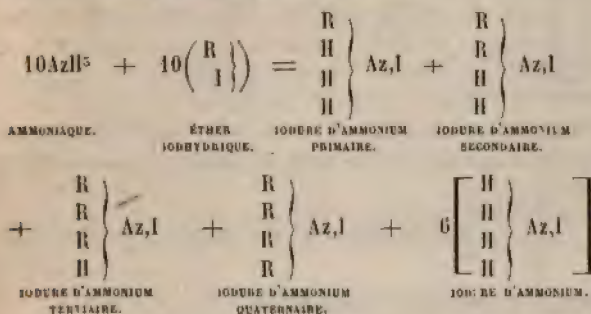 R R
H R
10AzH⁵ + 10(R I}) = H } Az,I + H } Az,I
H H
AMMONIAQUE. ÉTHER IODHYDRIQUE. IODURE D'AMMONIUM PRIMAIRE. IODURE D'AMMONIUM SECONDAIRE.
R R H
R R H
+ R } Az,I + R } Az,I + 6[H } Az,I]
H R H
IODURE D'AMMONIUM TERTIAIRE. IODURE D'AMMONIUM QUATERNAIRE. IODURE D'AMMONIUM.